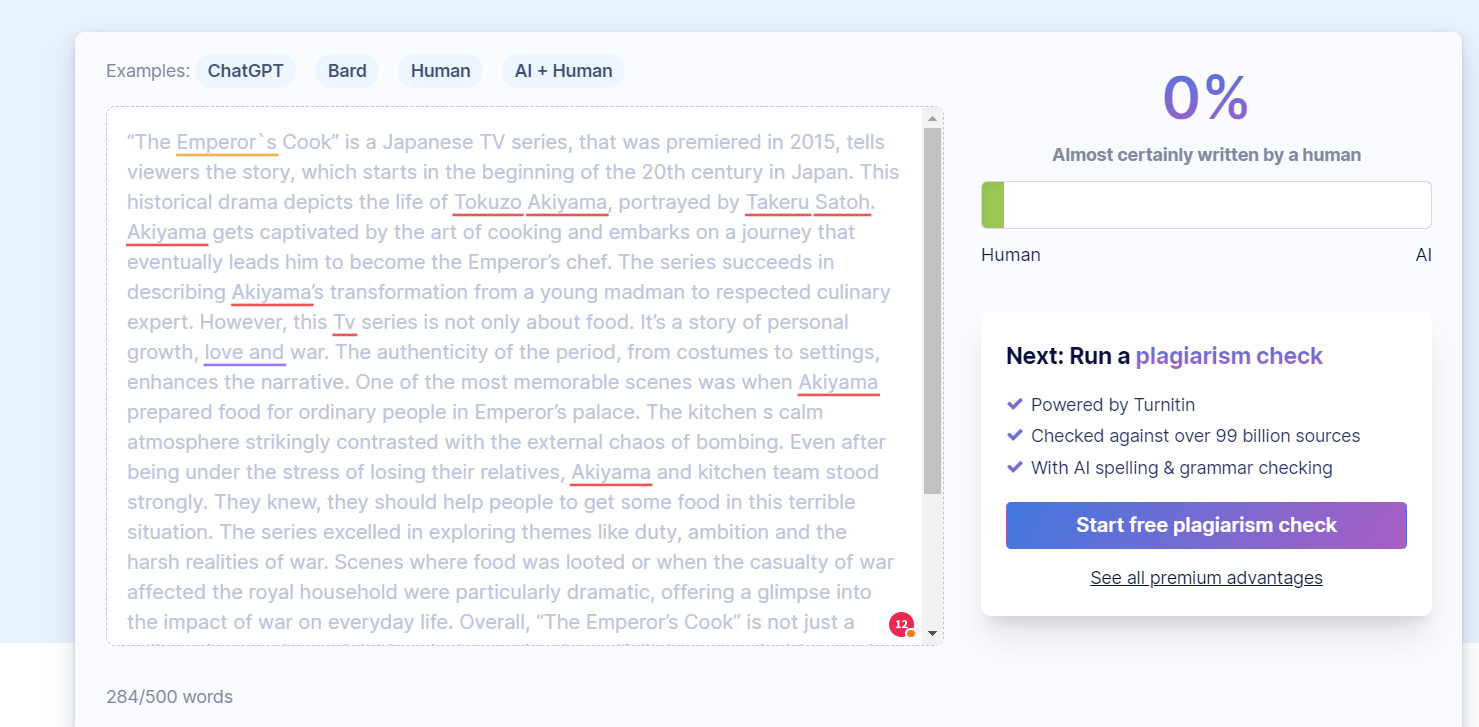 Examples: ChatGPT Bard Human AI + Human
“The Emperor`s Cook” is a Japanese TV series, that was premiered in 2015, tells
viewers the story, which starts in the beginning of the 20th century in Japan. This
historical drama depicts the life of Tokuzo Akiyama, portrayed by Takeru Satoh.
Akiyama gets captivated by the art of cooking and embarks on a journey that
eventually leads him to become the Emperor’s chef. The series succeeds in
describing Akiyama’s transformation from a young madman to respected culinary
expert. However, this Tv series is not only about food. It’s a story of personal
growth, love and war. The authenticity of the period, from costumes to settings,
enhances the narrative. One of the most memorable scenes was when Akiyama
prepared food for ordinary people in Emperor’s palace. The kitchen s calm
atmosphere strikingly contrasted with the external chaos of bombing. Even after
being under the stress of losing their relatives, Akiyama and kitchen team stood
strongly. They knew, they should help people to get some food in this terrible
situation. The series excelled in exploring themes like duty, ambition and the
harsh realities of war. Scenes where food was looted or when the casualty of war
affected the royal household were particularly dramatic, offering a glimpse into
the impact of war on everyday life. Overall, “The Emperor’s Cook” is not just a
12
284/500 words
0%
Almost certainly written by a human
Human AI
Next: Run a plagiarism check
Powered by Turnitin
Checked against over 99 billion sources
With AI spelling & grammar checking
Start free plagiarism check
See all premium advantages